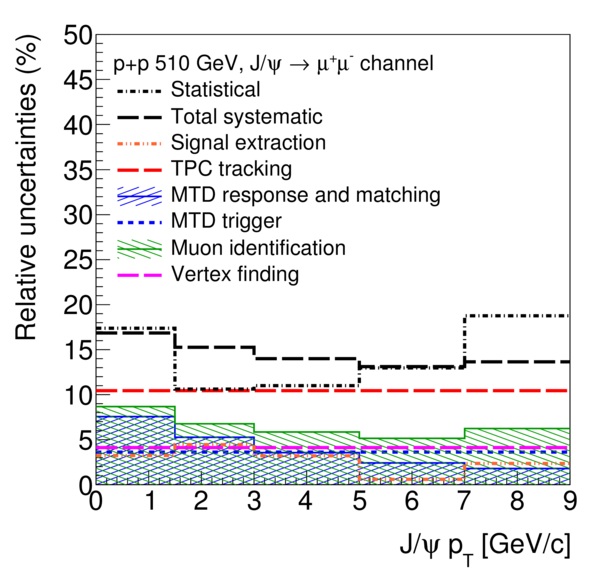 Relative uncertainties (%)
50
45
40
35
30
25
20
15
10
5
0
p+p 510 GeV, J/ψ → μ⁺μ⁻ channel
Statistical
Total systematic
Signal extraction
TPC tracking
MTD response and matching
MTD trigger
Muon identification
Vertex finding
0 1 2 3 4 5 6 7 8 9
J/ψ p_T [GeV/c]